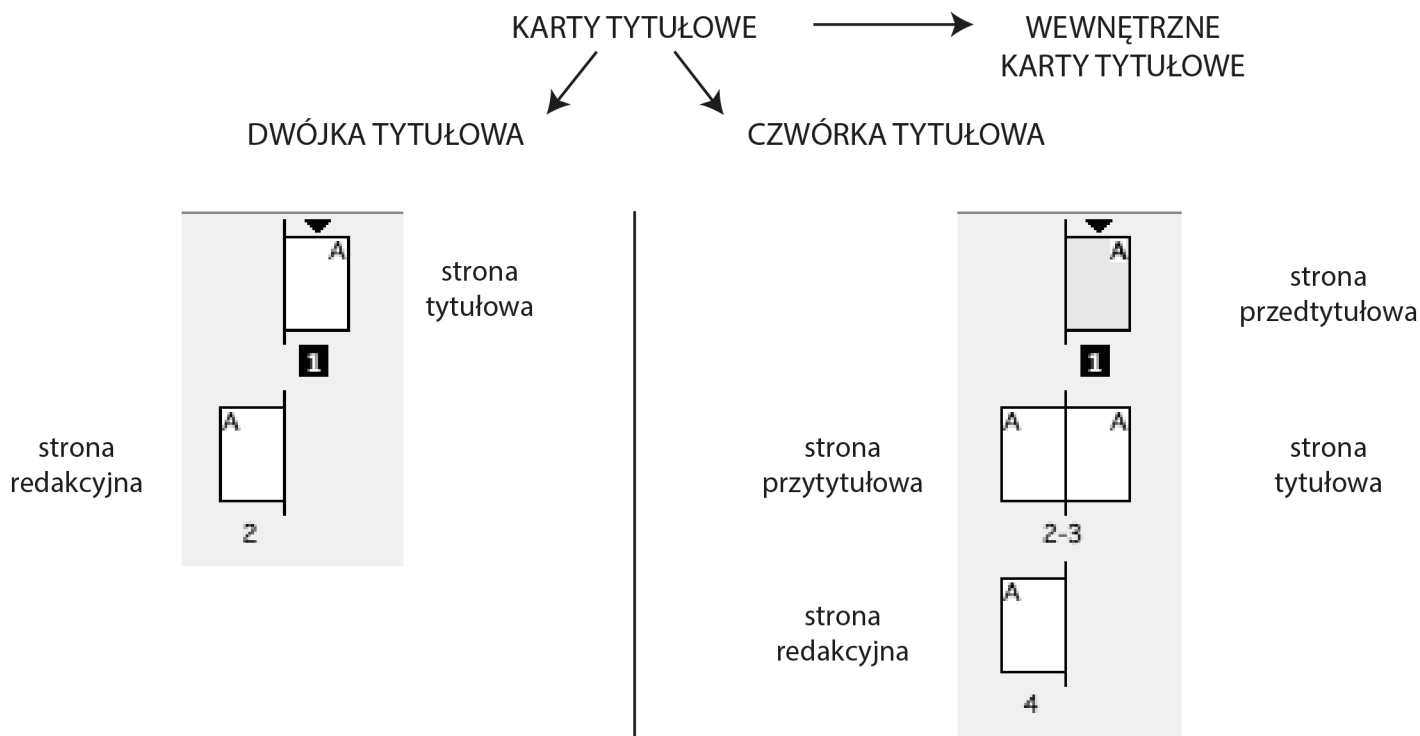 KARTY TYTUŁOWE
WEWNĘTRZNE
KARTY TYTUŁOWE
DWÓJKA TYTUŁOWA
CZWÓRKA TYTUŁOWA
A
strona
tytułowa
1
A
strona
redakcyjna
2
A
strona
przedtytułowa
1
strona
przytytułowa
A
A
strona
tytułowa
2-3
A
strona
redakcyjna
4